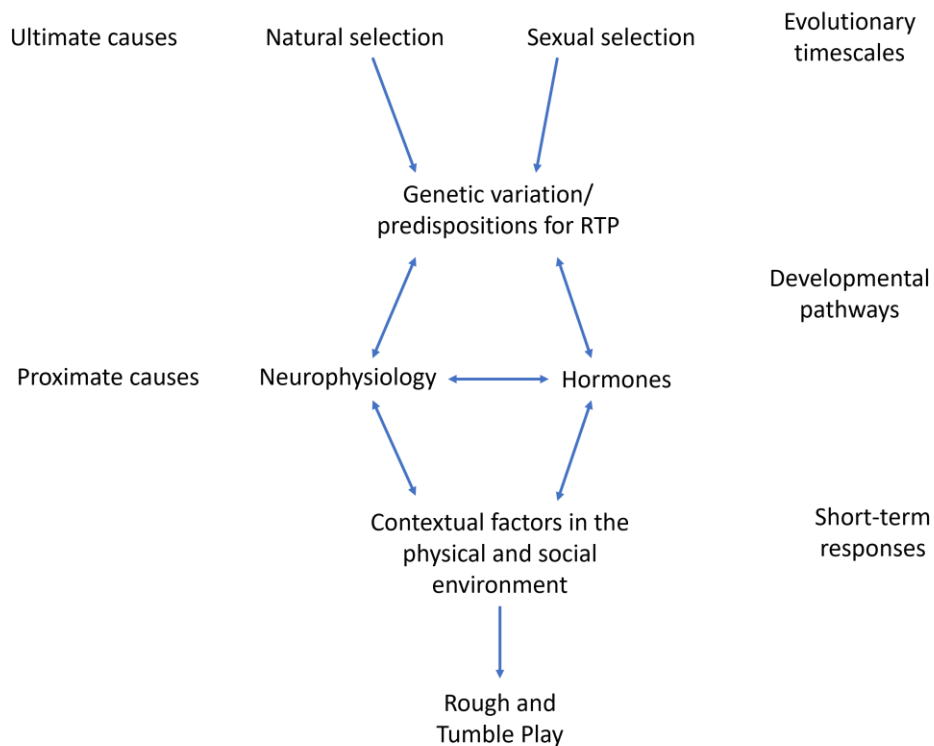 Ultimate causes
Natural selection
Sexual selection
Evolutionary
timescales
Genetic variation/
predispositions for RTP
Developmental
pathways
Proximate causes
Neurophysiology
Hormones
Contextual factors in the
physical and social
environment
Short-term
responses
Rough and
Tumble Play